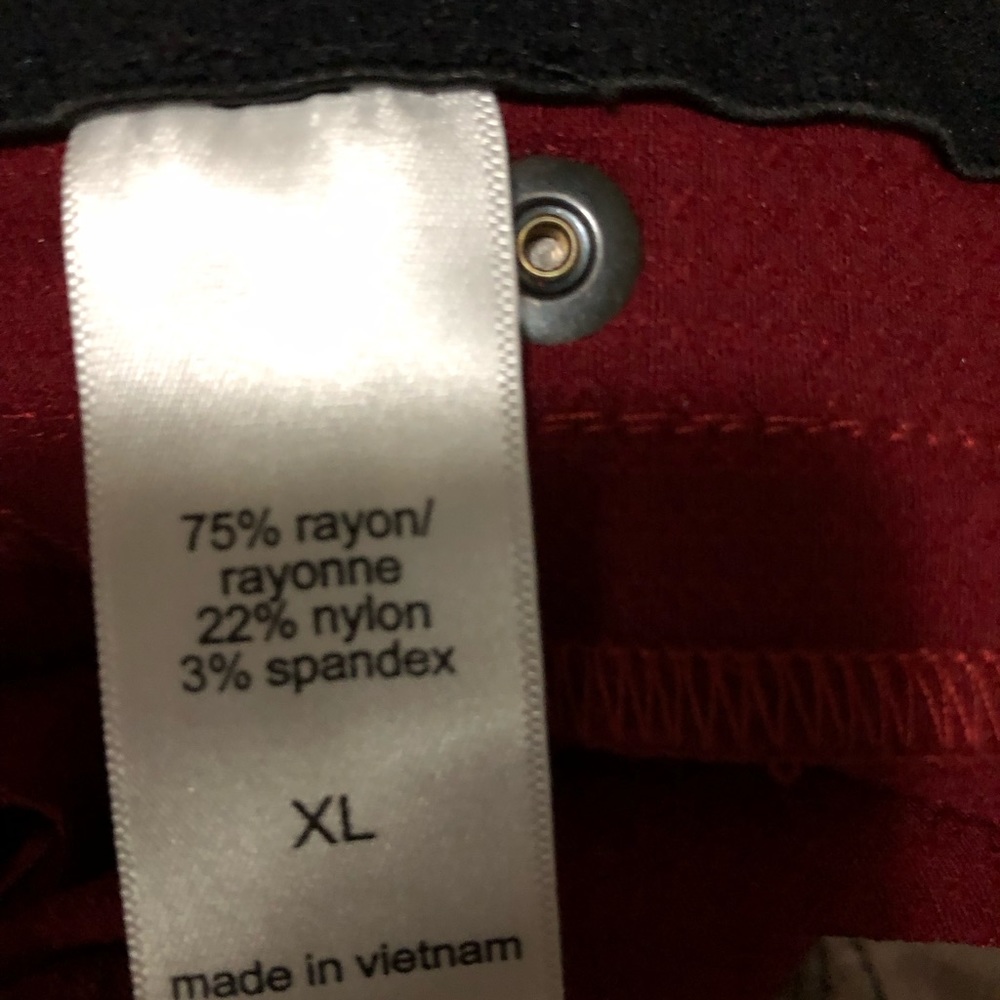 75% rayon/
rayonne
22% nylon
3% spandex
XL
made in vietnam